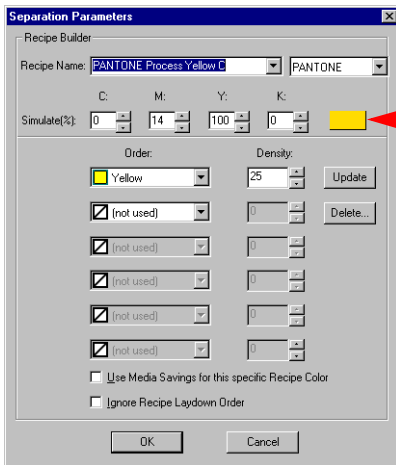 Separation Parameters
Recipe Builder
Recipe Name: PANTONE Process Yellow C PANTONE
C: M: Y: K:
Simulate(%): 0 14 100 0
Order: Density:
Yellow 25 Update
(not used) 0 Delete...
(not used) 0
(not used) 0
(not used) 0
(not used) 0
Use Media Savings for this specific Recipe Color
Ignore Recipe Laydown Order
OK Cancel